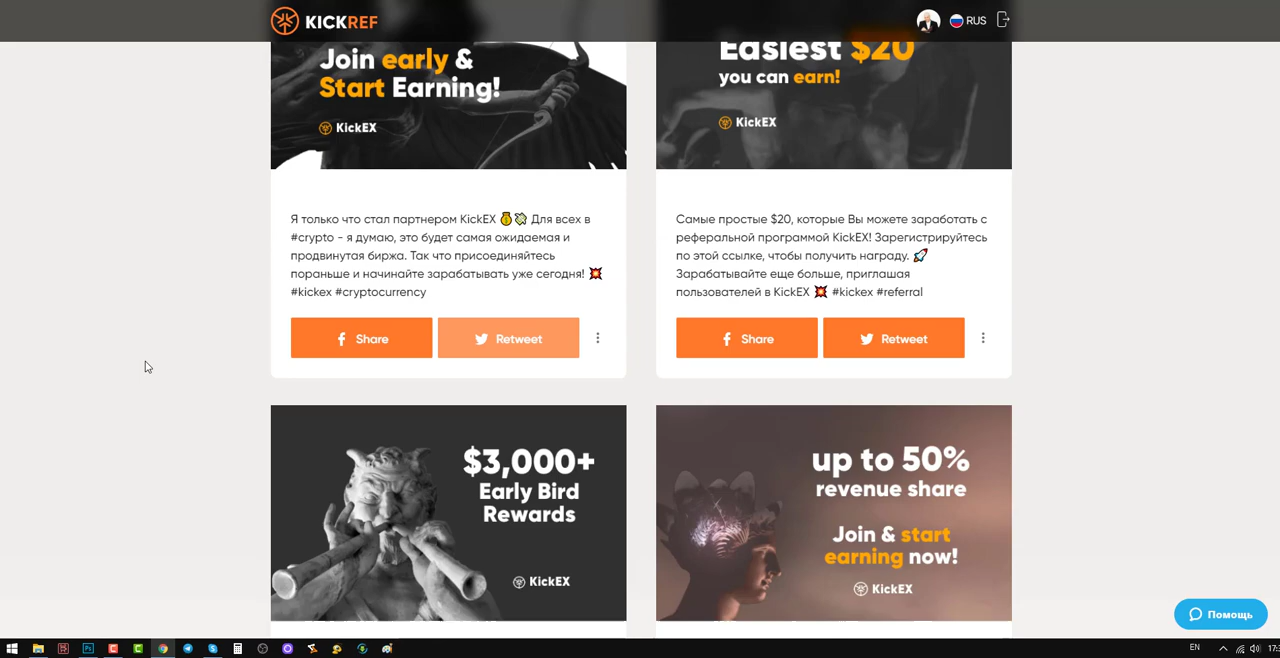 KICKREF
RUS
Join early &
Start Earning!
KickEX
Easiest $20
you can earn!
KickEX
Я только что стал партнером KickEX 💰💸 Для всех в
#crypto - я думаю, это будет самая ожидаемая и
продвинутая биржа. Так что присоединяйтесь
пораньше и начинайте зарабатывать уже сегодня! 💥
#kickex #cryptocurrency
Share
Retweet
Самые простые $20, которые Вы можете заработать с
реферальной программой KickEX! Зарегистрируйтесь
по этой ссылке, чтобы получить награду. 🚀
Зарабатывайте еще больше, приглашая
пользователей в KickEX 💥 #kickex #referral
Share
Retweet
$3,000+
Early Bird
Rewards
KickEX
up to 50%
revenue share
Join & start
earning now!
KickEX
Помощь
EN